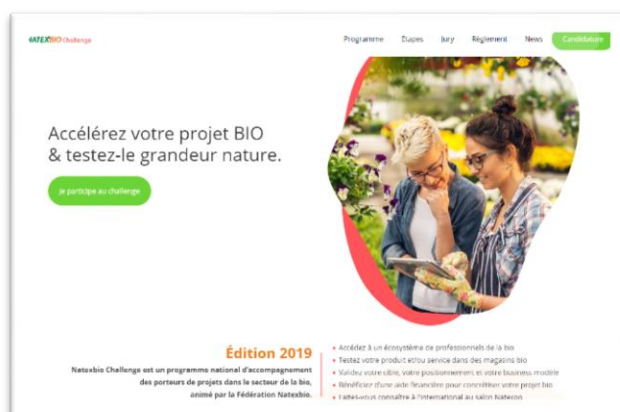 NATEXBIO Challenge
Programme Étapes Jury Règlement News Candidature
Accélérez votre projet BIO
& testez-le grandeur nature.
Je participe au challenge
Édition 2019
Natexbio Challenge est un programme national d'accompagnement
des porteurs de projets dans le secteur de la bio,
animé par la Fédération Natexbio.
• Accédez à un écosystème de professionnels de la bio
• Testez votre produit et/ou service dans des magasins bio
• Validez votre cible, votre positionnement et votre business modèle
• Bénéficiez d'une aide financière pour concrétiser votre projet bio
• Faites-vous connaître à l'international au salon Natexpo